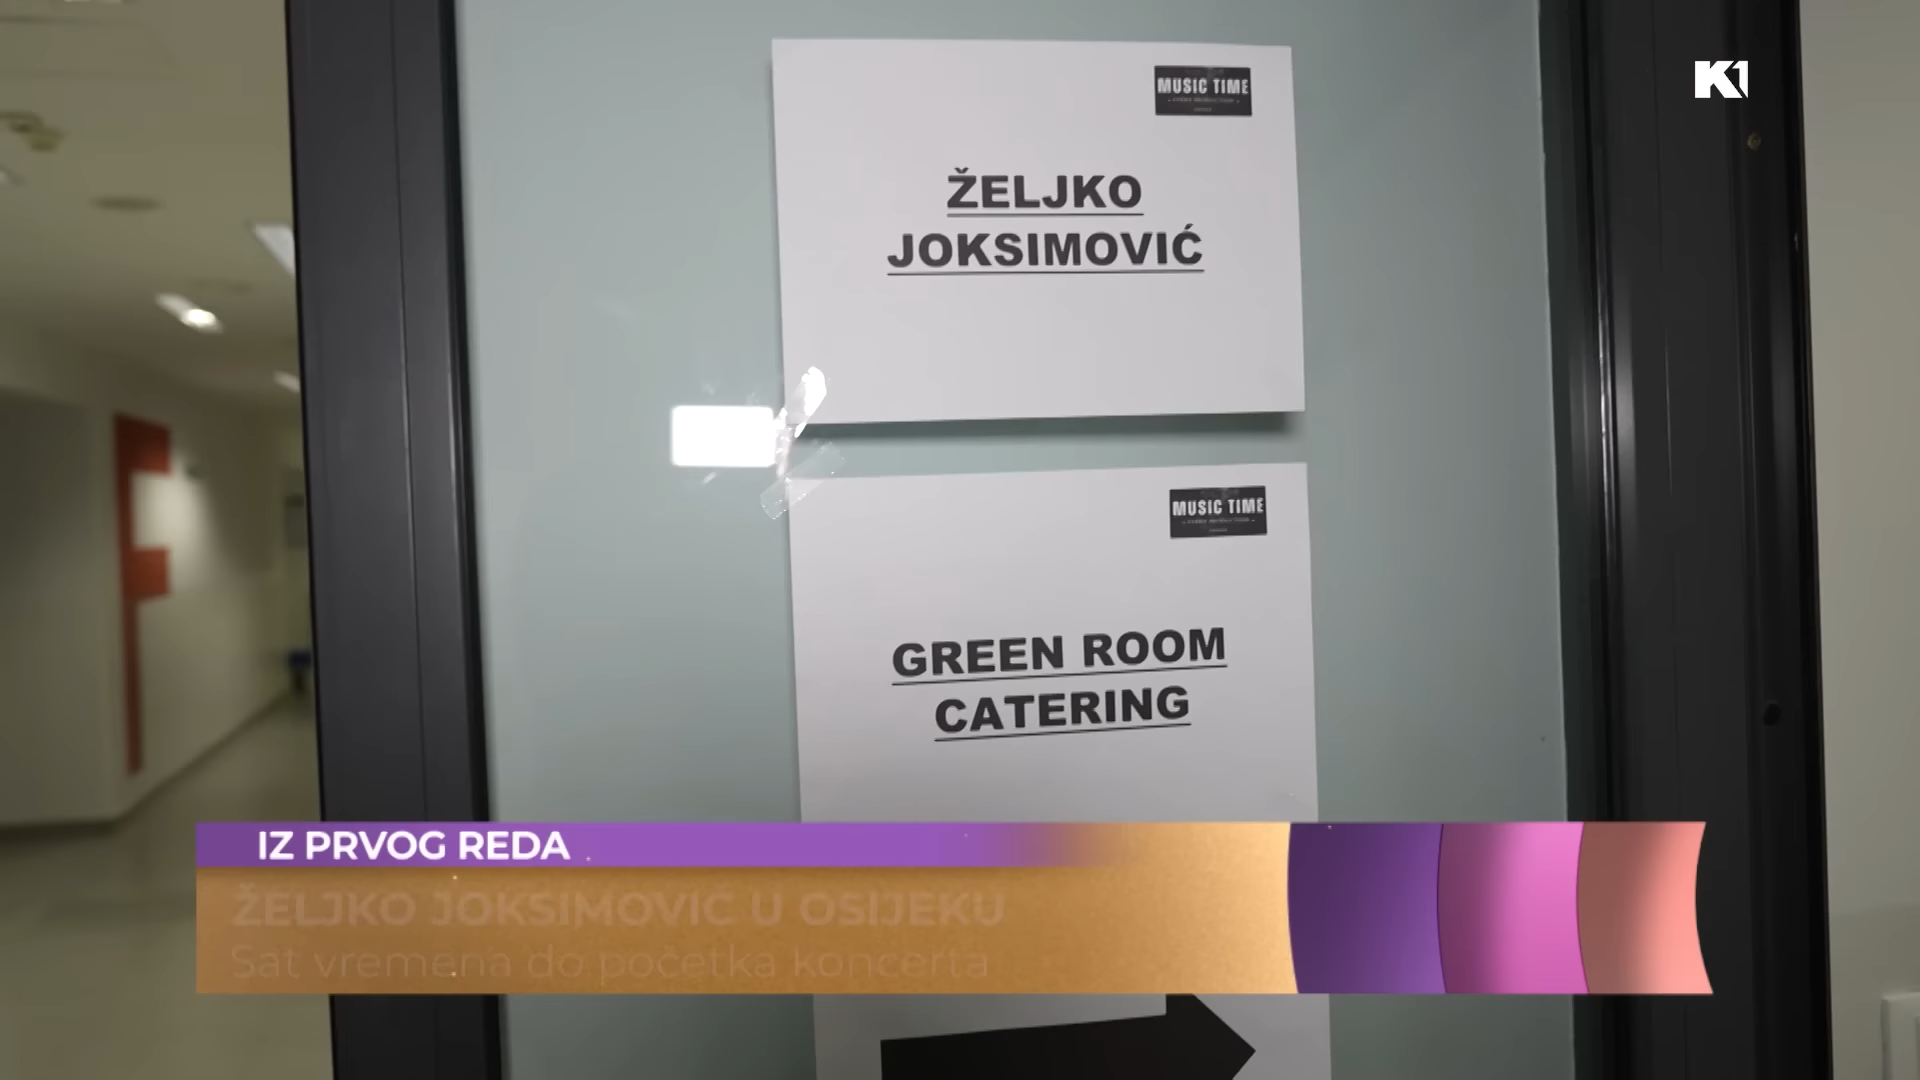 K1
MUSIC TIME
ŽELJKO
JOKSIMOVIĆ
MUSIC TIME
GREEN ROOM
CATERING
IZ PRVOG REDA
ŽELJKO JOKSIMOVIĆ U OSIJEKU
Sat vremena do početka koncerta